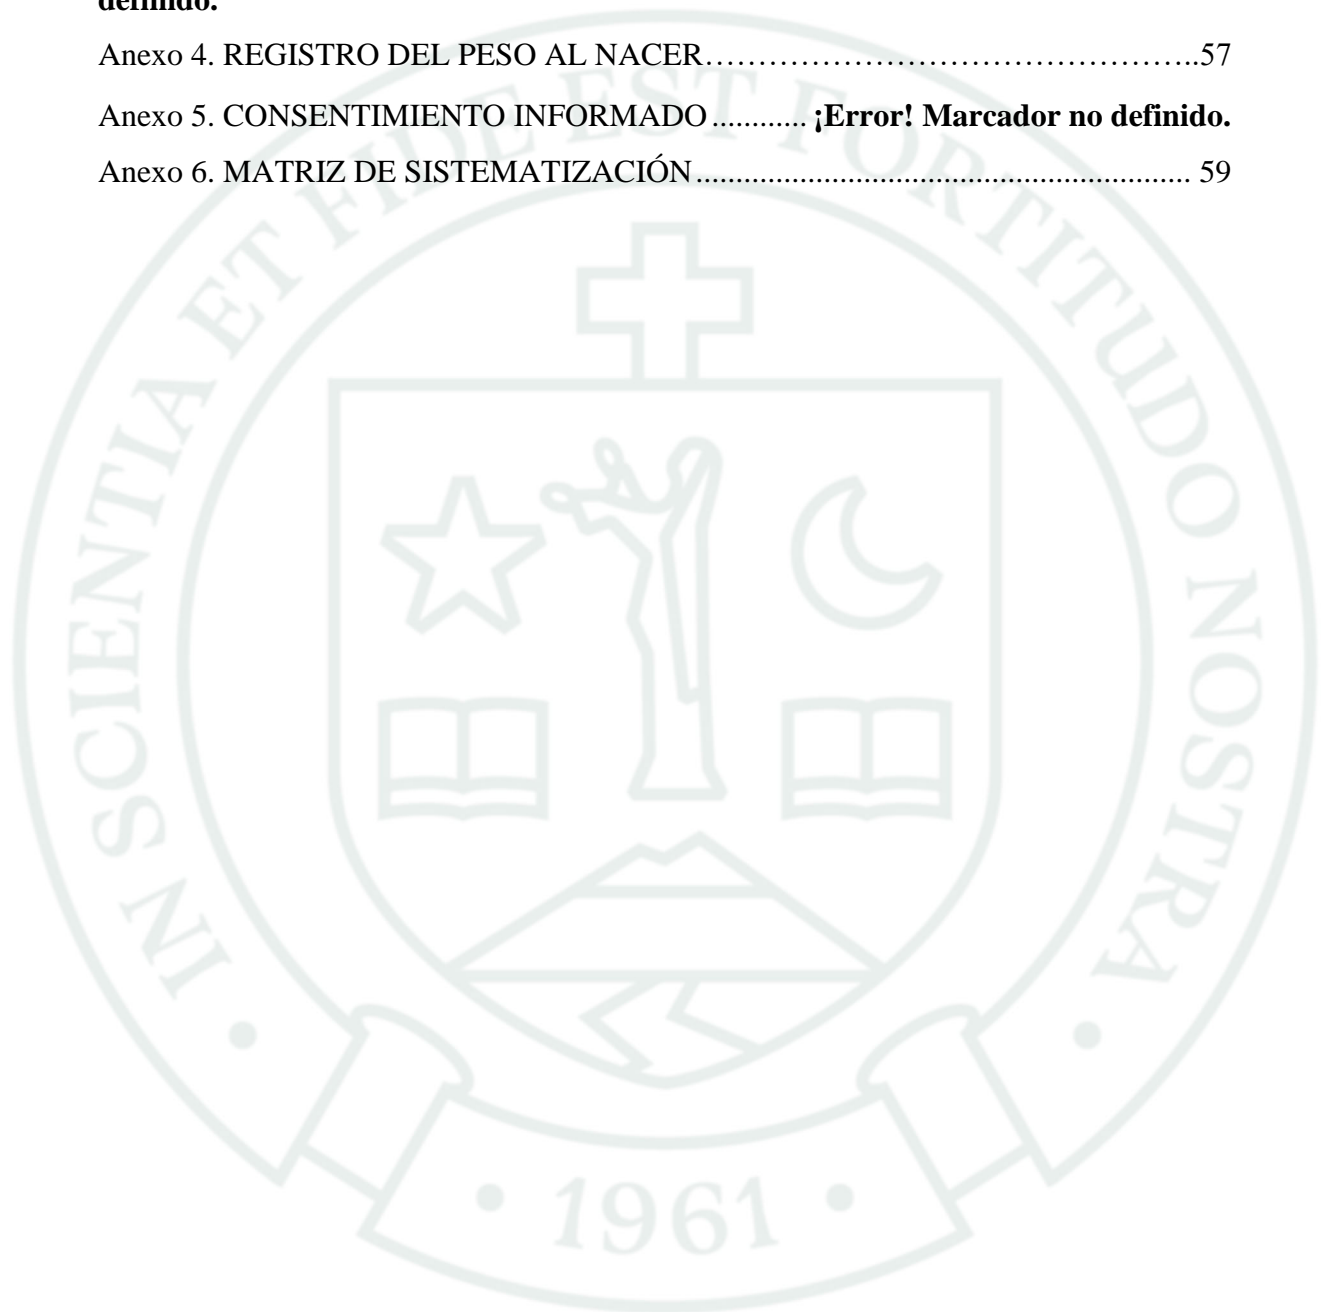 definido.
Anexo 4. REGISTRO DEL PESO AL NACER…………………………………………..57
Anexo 5. CONSENTIMIENTO INFORMADO ............ ¡Error! Marcador no definido.
Anexo 6. MATRIZ DE SISTEMATIZACIÓN ............................................................... 59
IN SCIENTIA ET FIDE EST FORTITUDO NOSTRA
• 1961 •